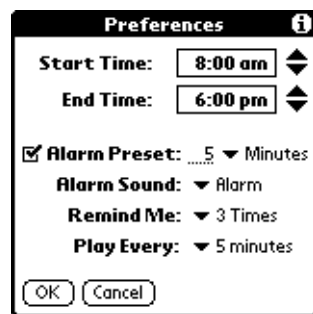 Preferences i
Start Time: 8:00 am
End Time: 6:00 pm
Alarm Preset: 5 Minutes
Alarm Sound: Alarm
Remind Me: 3 Times
Play Every: 5 minutes
OK Cancel